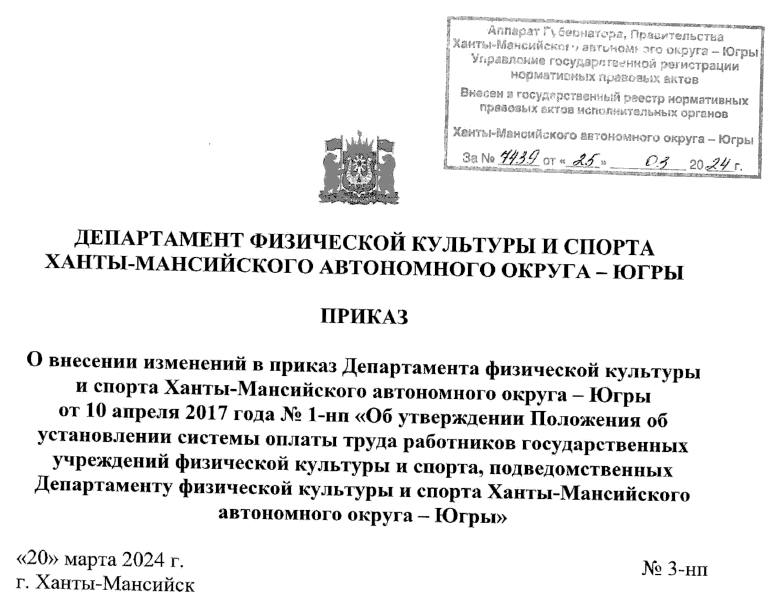 Аппарат Губернатора, Правительства
Ханты-Мансийского автономного округа – Югры
Управление государственной регистрации
нормативных правовых актов
Внесен в государственный реестр нормативных
правовых актов исполнительных органов
Ханты-Мансийского автономного округа – Югры
За № 7439 от « 25 » 03 20 24 г.
ДЕПАРТАМЕНТ ФИЗИЧЕСКОЙ КУЛЬТУРЫ И СПОРТА
ХАНТЫ-МАНСИЙСКОГО АВТОНОМНОГО ОКРУГА – ЮГРЫ
ПРИКАЗ
О внесении изменений в приказ Департамента физической культуры
и спорта Ханты-Мансийского автономного округа – Югры
от 10 апреля 2017 года № 1-нп «Об утверждении Положения об
установлении системы оплаты труда работников государственных
учреждений физической культуры и спорта, подведомственных
Департаменту физической культуры и спорта Ханты-Мансийского
автономного округа – Югры»
«20» марта 2024 г.
№ 3-нп
г. Ханты-Мансийск